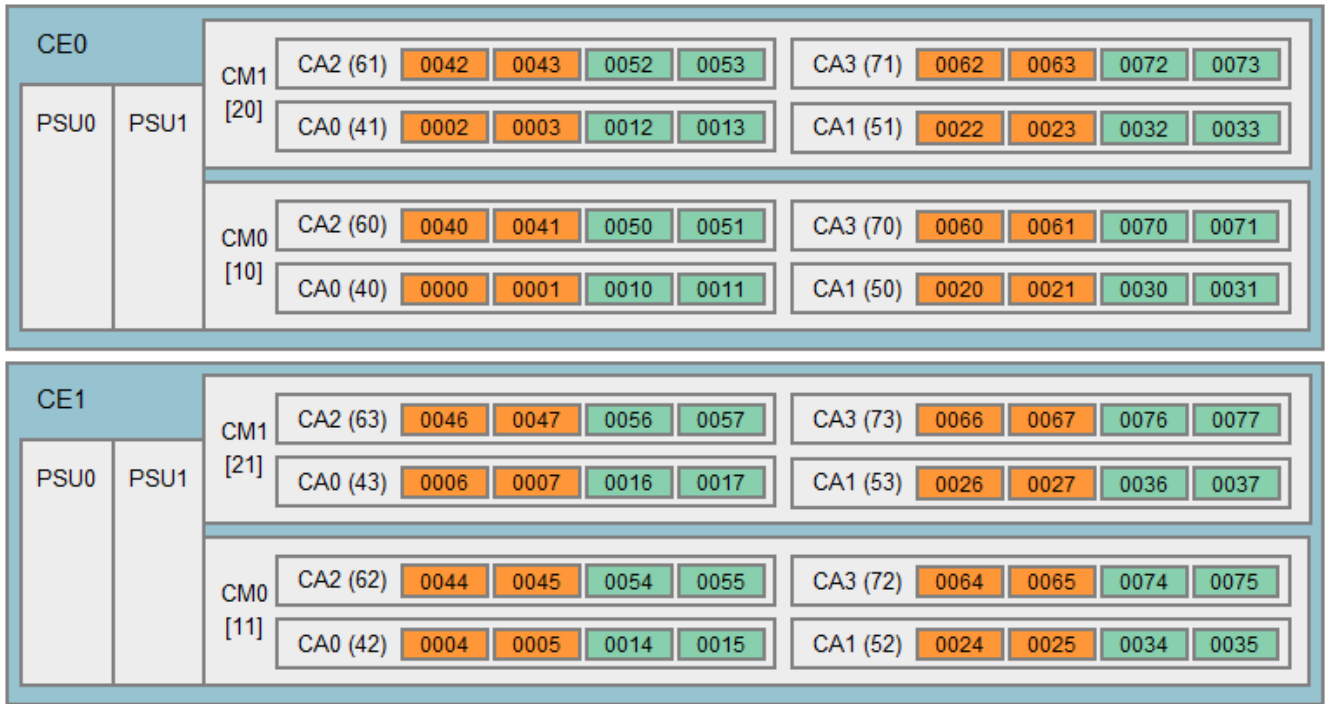 CE0
PSU0 PSU1
CM1
[20]
CA2 (61) 0042 0043 0052 0053 CA3 (71) 0062 0063 0072 0073
CA0 (41) 0002 0003 0012 0013 CA1 (51) 0022 0023 0032 0033
CM0
[10]
CA2 (60) 0040 0041 0050 0051 CA3 (70) 0060 0061 0070 0071
CA0 (40) 0000 0001 0010 0011 CA1 (50) 0020 0021 0030 0031
CE1
PSU0 PSU1
CM1
[21]
CA2 (63) 0046 0047 0056 0057 CA3 (73) 0066 0067 0076 0077
CA0 (43) 0006 0007 0016 0017 CA1 (53) 0026 0027 0036 0037
CM0
[11]
CA2 (62) 0044 0045 0054 0055 CA3 (72) 0064 0065 0074 0075
CA0 (42) 0004 0005 0014 0015 CA1 (52) 0024 0025 0034 0035